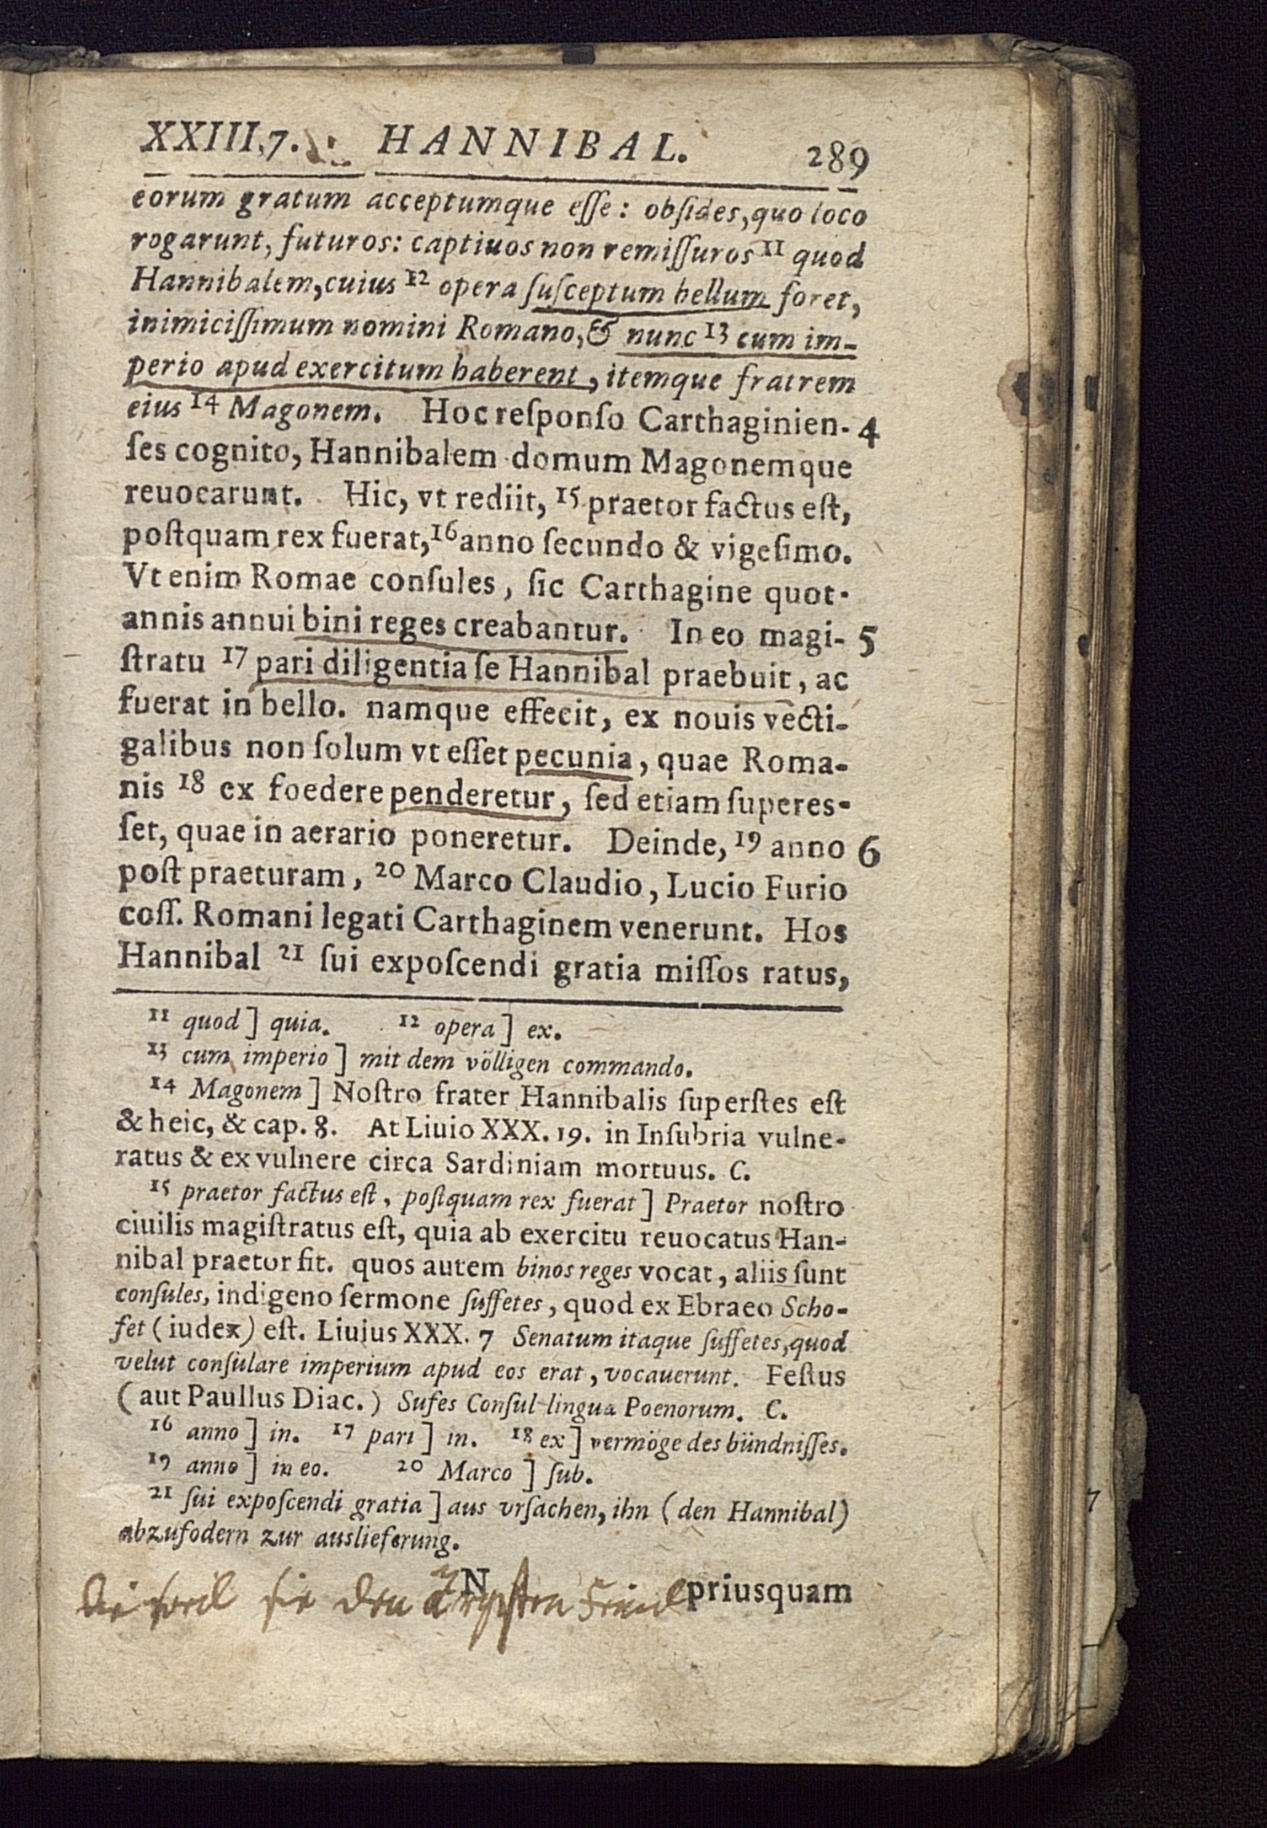 XXIII,7. HANNIBAL. 289
eorum gratum acceptumque eſſe: obſides, quo loco
rogarunt, futuros: captiuos non remiſſuros 11 quod
Hannibalem, cuius 12 opera ſuſceptum bellum foret,
inimiciſſimum nomini Romano, & nunc 13 cum im-
perio apud exercitum haberent, itemque fratrem
eius 14 Magonem. Hoc reſponſo Carthaginien- 4
ſes cognito, Hannibalem domum Magonemque
reuocarunt. Hic, vt rediit, 15 praetor factus eſt,
poſtquam rex fuerat, 16 anno ſecundo & vigeſimo.
Vt enim Romae conſules, ſic Carthagine quot-
annis annui bini reges creabantur. In eo magi- 5
ſtratu 17 pari diligentia ſe Hannibal praebuit, ac
fuerat in bello. namque effecit, ex nouis vecti-
galibus non ſolum vt eſſet pecunia, quae Roma-
nis 18 ex foedere penderetur, ſed etiam ſuperes-
ſet, quae in aerario poneretur. Deinde, 19 anno 6
poſt praeturam, 20 Marco Claudio, Lucio Furio
coſſ. Romani legati Carthaginem venerunt. Hos
Hannibal 21 ſui expoſcendi gratia miſſos ratus,
11 quod] quia. 12 opera] ex.
13 cum imperio] mit dem völligen commando.
14 Magonem] Noſtro frater Hannibalis ſuperſtes eſt
& heic, & cap. 8. At Liuio XXX. 19. in Inſubria vulne-
ratus & ex vulnere circa Sardiniam mortuus. C.
15 praetor factus eſt, poſtquam rex fuerat] Praetor noſtro
ciuilis magiſtratus eſt, quia ab exercitu reuocatus Han-
nibal praetor fit. quos autem binos reges vocat, aliis ſunt
conſules, indigeno ſermone ſuffetes, quod ex Ebraeo Scho-
fet (iudex) eſt. Liuius XXX. 7 Senatum itaque ſuffetes, quod
velut conſulare imperium apud eos erat, vocauerunt. Feſtus
(aut Paullus Diac.) Sufes Conſul lingua Poenorum. C.
16 anno] in. 17 pari] in. 18 ex] vermöge des bündniſſes.
19 anno] in eo. 20 Marco] ſub.
21 ſui expoſcendi gratia] aus vrſachen, ihn (den Hannibal)
abzufodern zur auslieferung.
N priusquam
sie den Feind